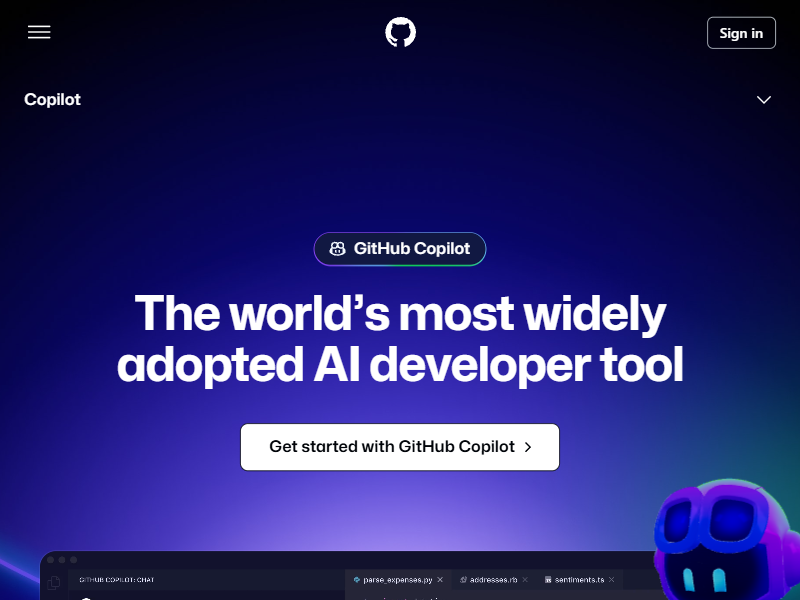 Sign in
Copilot
GitHub Copilot
The world's most widely
adopted AI developer tool
Get started with GitHub Copilot
GITHUB COPILOT: CHAT
parse_expenses.py
addresses.rb
sentiments.ts